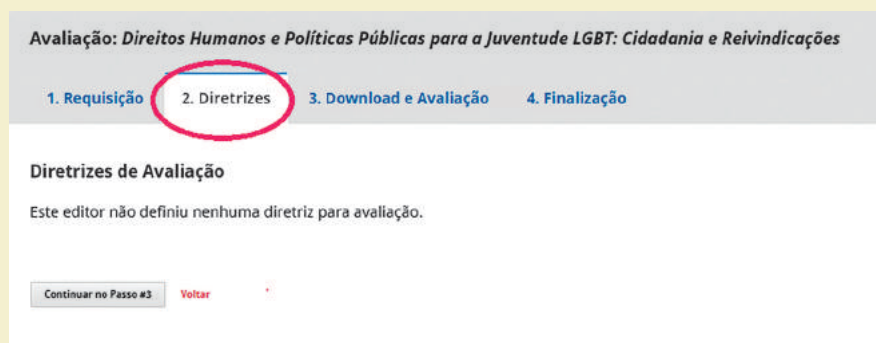 Avaliação: Direitos Humanos e Políticas Públicas para a Juventude LGBT: Cidadania e Reivindicações
1. Requisição 2. Diretrizes 3. Download e Avaliação 4. Finalização
Diretrizes de Avaliação
Este editor não definiu nenhuma diretriz para avaliação.
Continuar no Passo #3 Voltar